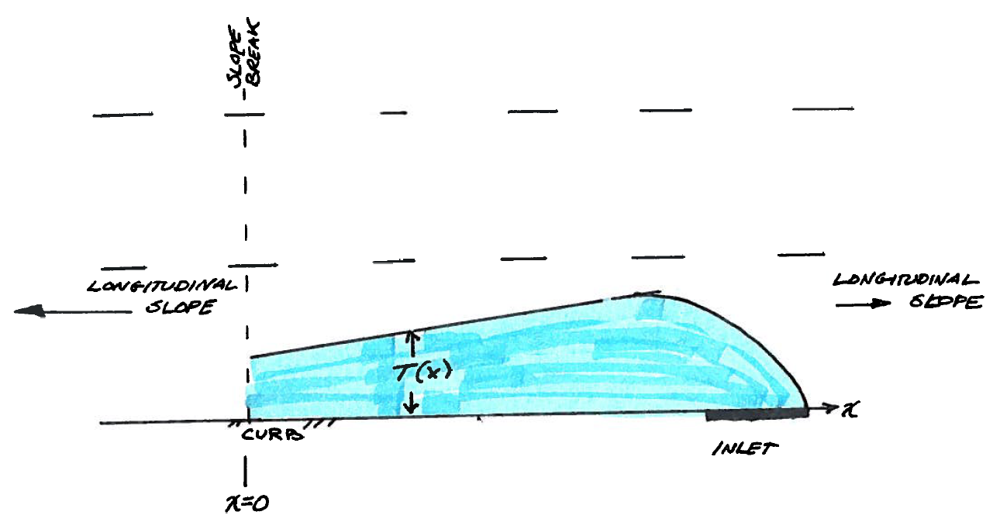 SLOPE
BREAK
LONGITUDINAL
SLOPE
LONGITUDINAL
SLOPE
T(x)
x
CURB
INLET
x=0